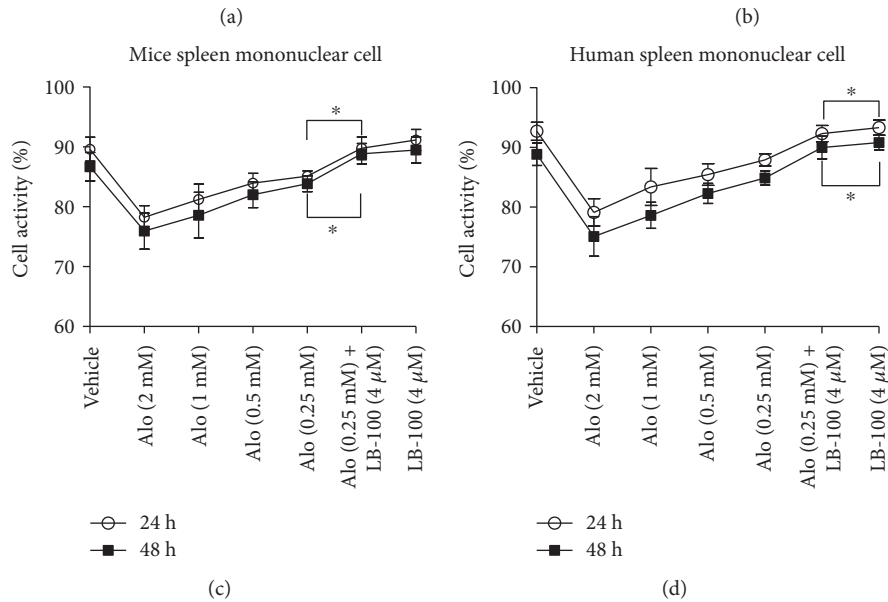 (a)
(b)
Mice spleen mononuclear cell
Cell activity (%)
100
90
80
70
60
*
*
Vehicle
Alo (2 mM)
Alo (1 mM)
Alo (0.5 mM)
Alo (0.25 mM)
Alo (0.25 mM) +
LB-100 (4 μM)
LB-100 (4 μM)
24 h
48 h
(c)
Human spleen mononuclear cell
Cell activity (%)
100
90
80
70
60
*
*
Vehicle
Alo (2 mM)
Alo (1 mM)
Alo (0.5 mM)
Alo (0.25 mM)
Alo (0.25 mM) +
LB-100 (4 μM)
LB-100 (4 μM)
24 h
48 h
(d)